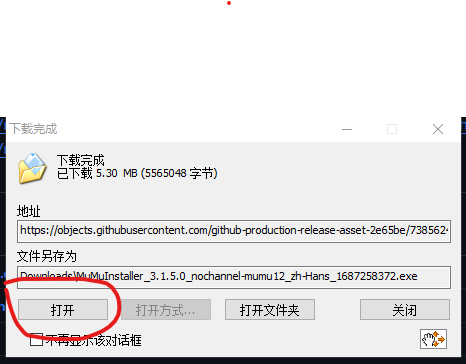 下载完成
下载完成
已下载 5.30 MB (5565048 字节)
地址
https://objects.githubusercontent.com/github-production-release-asset-2e65be/7385624
文件另存为
Downloads\MuMuInstaller_3.1.5.0_nochannel-mumu12_zh-Hans_1687258372.exe
打开
打开方式...
打开文件夹
关闭
不再显示该对话框